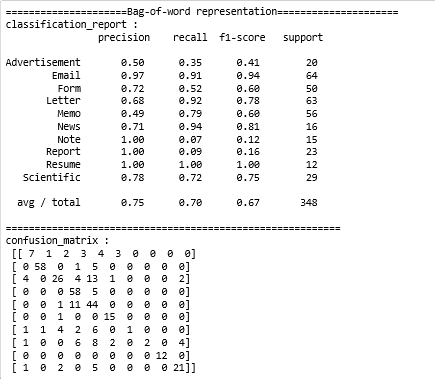 =====================Bag-of-word representation=====================
classification_report :
precision recall f1-score support
Advertisement 0.50 0.35 0.41 20
Email 0.97 0.91 0.94 64
Form 0.72 0.52 0.60 50
Letter 0.68 0.92 0.78 63
Memo 0.49 0.79 0.60 56
News 0.71 0.94 0.81 16
Note 1.00 0.07 0.12 15
Report 1.00 0.09 0.16 23
Resume 1.00 1.00 1.00 12
Scientific 0.78 0.72 0.75 29
avg / total 0.75 0.70 0.67 348
==========================================================
confusion_matrix :
[[ 7 1 2 3 4 3 0 0 0 0]
[ 0 58 0 1 5 0 0 0 0 0]
[ 4 0 26 4 13 1 0 0 0 2]
[ 0 0 0 58 5 0 0 0 0 0]
[ 0 0 1 11 44 0 0 0 0 0]
[ 0 0 1 0 0 15 0 0 0 0]
[ 1 1 4 2 6 0 1 0 0 0]
[ 1 0 0 6 8 2 0 2 0 4]
[ 0 0 0 0 0 0 0 0 12 0]
[ 1 0 2 0 5 0 0 0 0 21]]